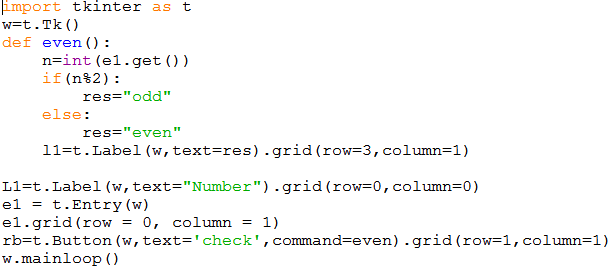 import tkinter as t
w=t.Tk()
def even():
    n=int(e1.get())
    if(n%2):
        res="odd"
    else:
        res="even"
    l1=t.Label(w,text=res).grid(row=3,column=1)

L1=t.Label(w,text="Number").grid(row=0,column=0)
e1 = t.Entry(w)
e1.grid(row = 0, column = 1)
rb=t.Button(w,text='check',command=even).grid(row=1,column=1)
w.mainloop()